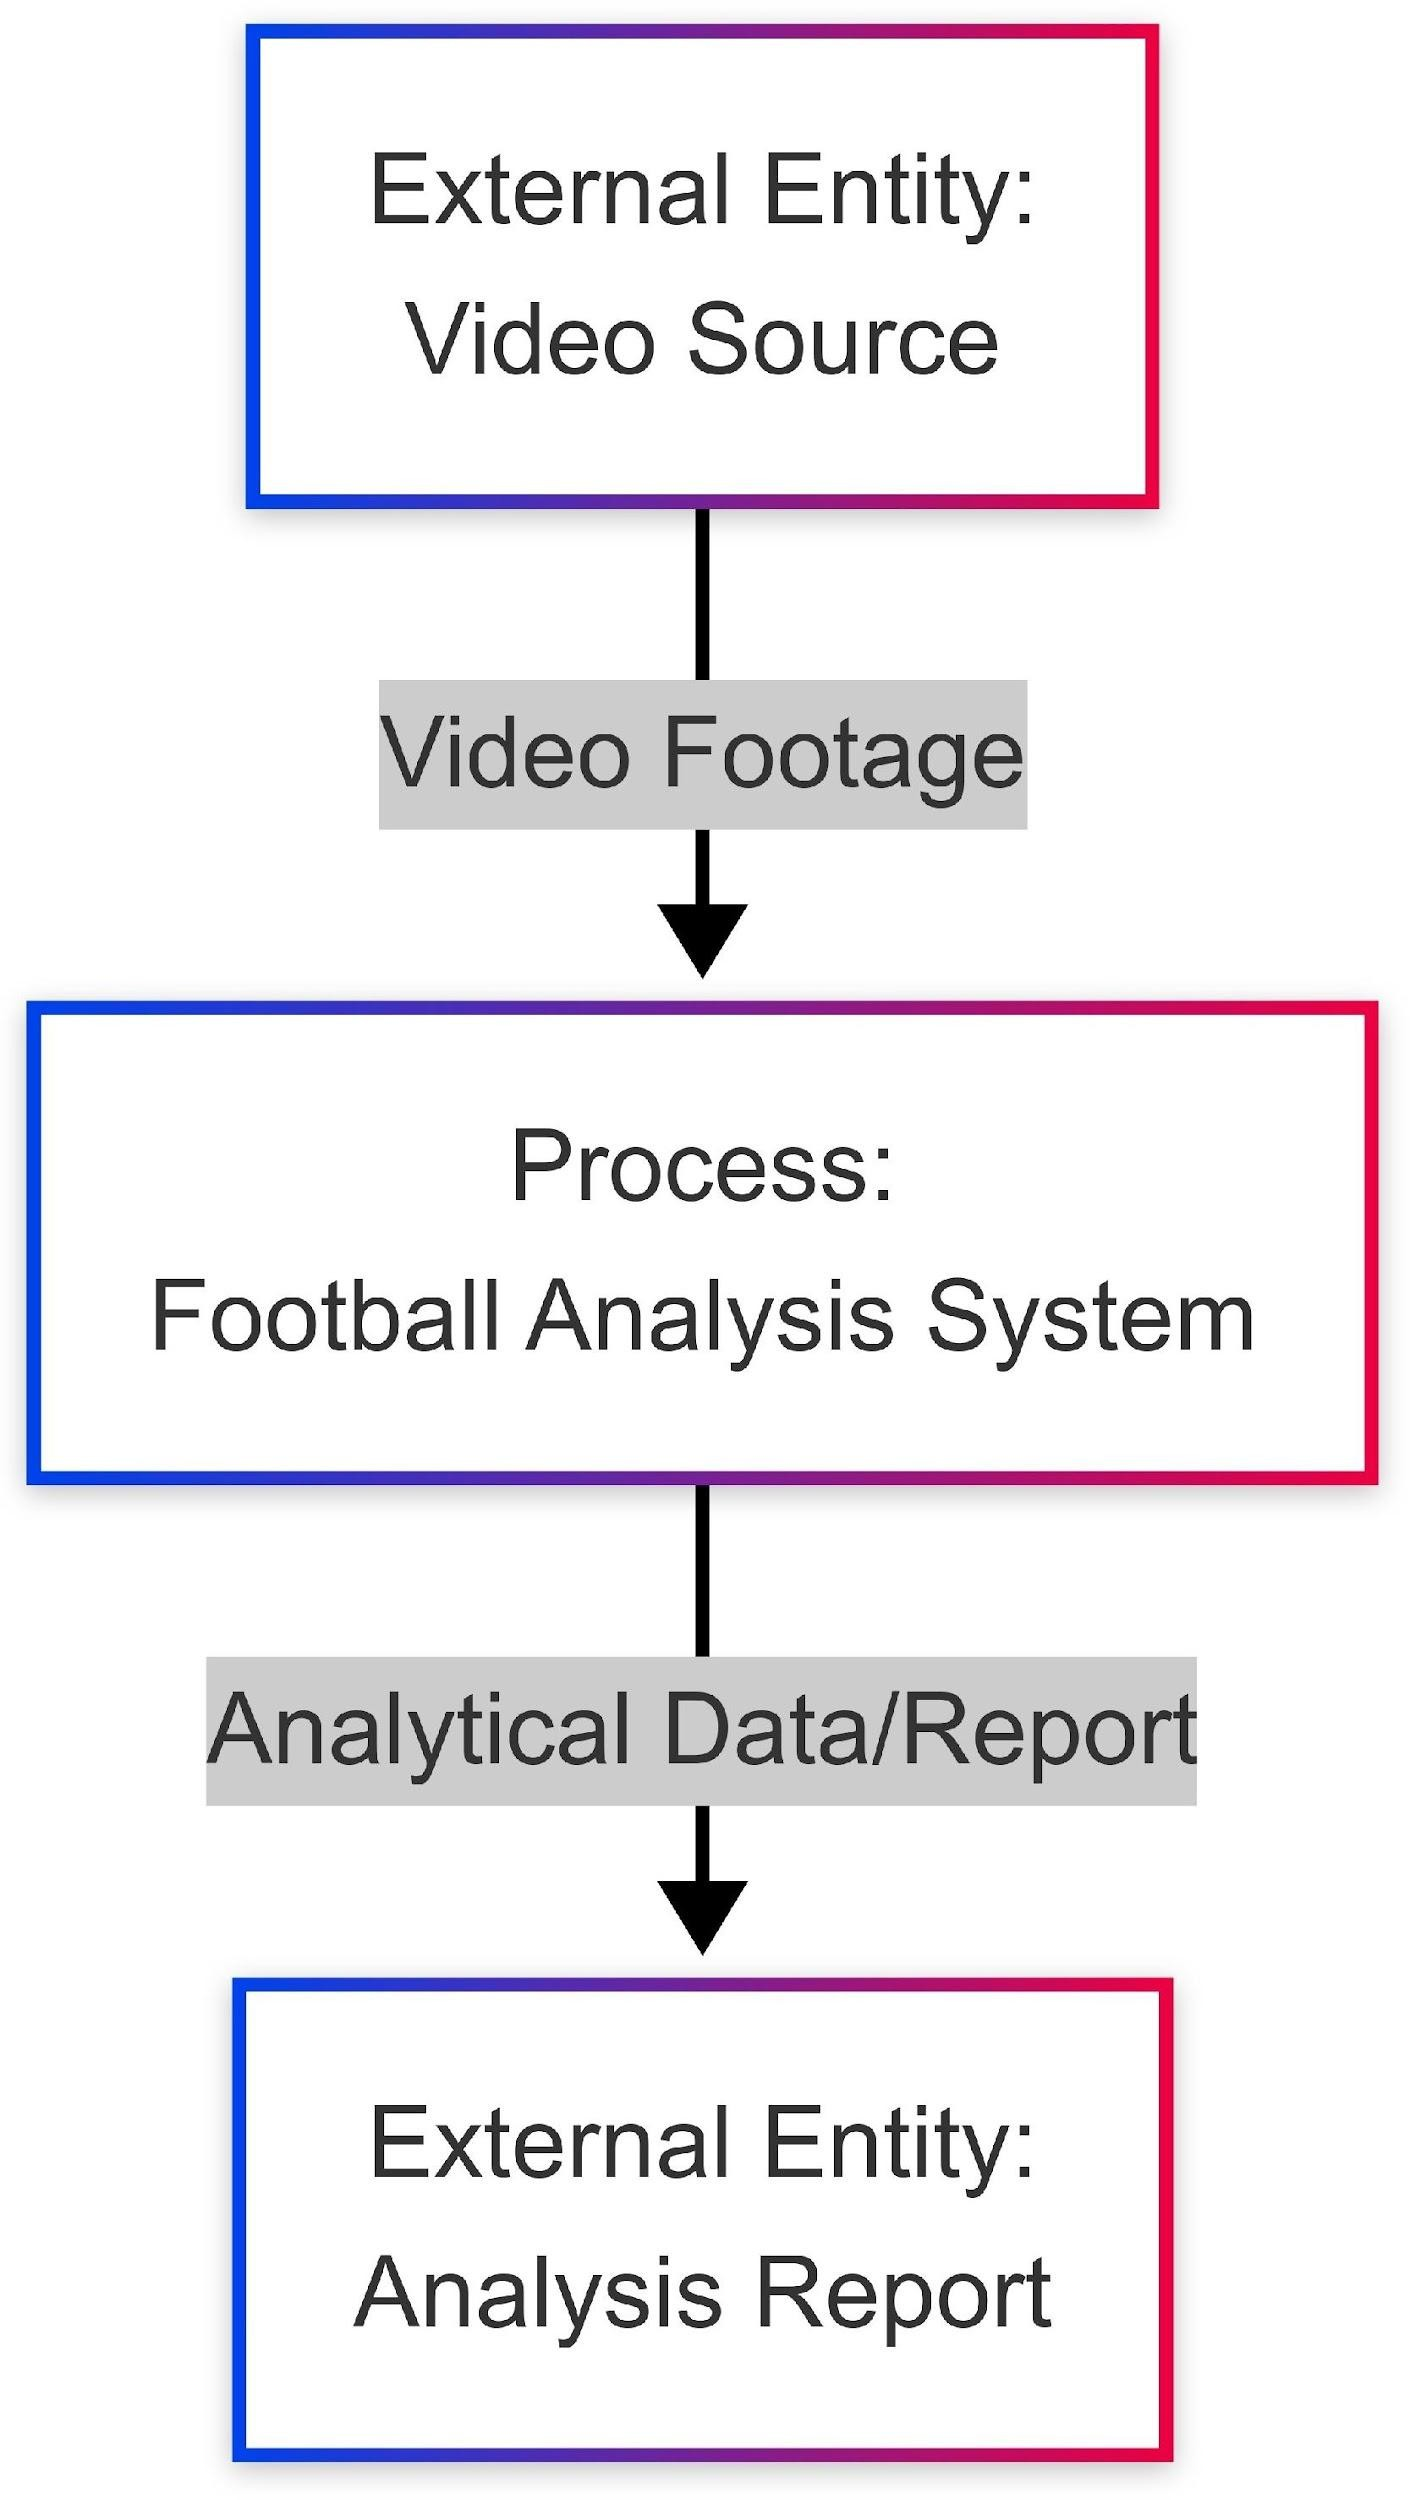 External Entity:
Video Source
Video Footage
Process:
Football Analysis System
Analytical Data/Report
External Entity:
Analysis Report